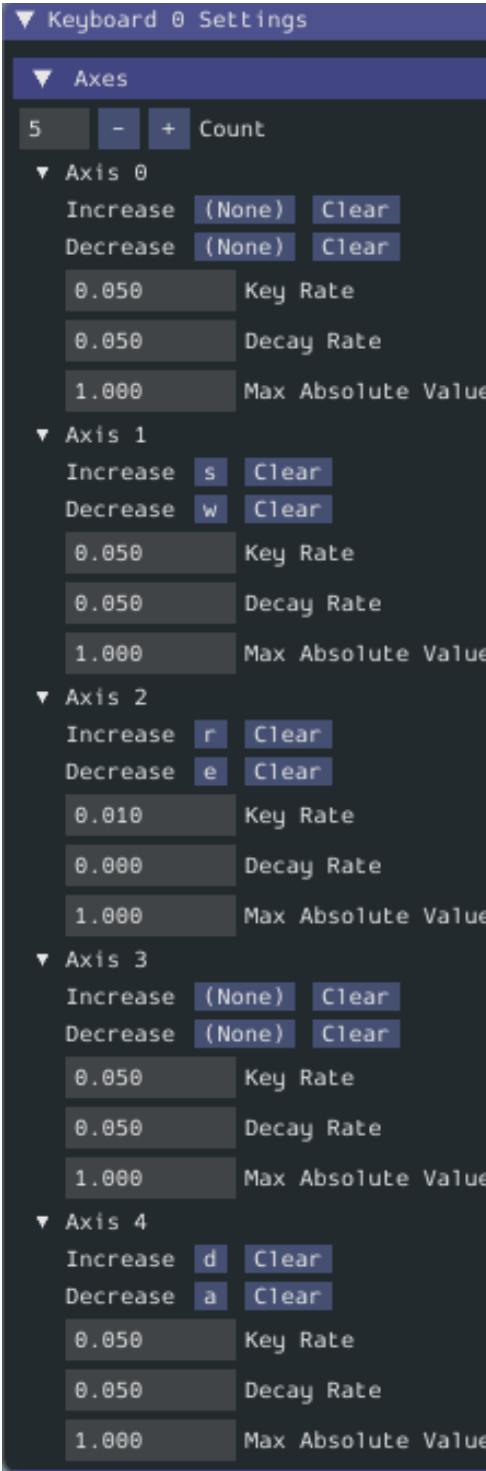 Keyboard 0 Settings
Axes
5 - + Count
Axis 0
Increase (None) Clear
Decrease (None) Clear
0.050 Key Rate
0.050 Decay Rate
1.000 Max Absolute Value
Axis 1
Increase s Clear
Decrease w Clear
0.050 Key Rate
0.050 Decay Rate
1.000 Max Absolute Value
Axis 2
Increase r Clear
Decrease e Clear
0.010 Key Rate
0.000 Decay Rate
1.000 Max Absolute Value
Axis 3
Increase (None) Clear
Decrease (None) Clear
0.050 Key Rate
0.050 Decay Rate
1.000 Max Absolute Value
Axis 4
Increase d Clear
Decrease a Clear
0.050 Key Rate
0.050 Decay Rate
1.000 Max Absolute Value